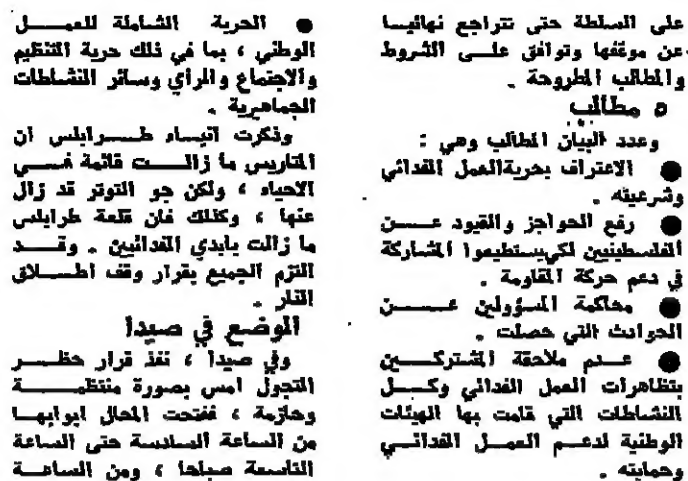 على السلطة حتى تتراجع نهائيا
عن موقفها وتوافق على الشروط
والمطالب المطروحة .
٥ مطالب
وعدد البيان المطالب وهي :
● الاعتراف بحرية العمل الفدائي
وشرعيته .
● رفع الحواجز والقيود عن
الفلسطينيين لكي يستطيعوا المشاركة
في دعم حركة المقاومة .
● محاكمة المسؤولين عن
الحوادث التي حصلت .
● عدم ملاحقة المشتركين
بتظاهرات العمل الفدائي وكل
النشاطات التي قامت بها الهيئات
الوطنية لدعم العمل الفدائي
وحمايته .
● الحرية الشاملة للعمل
الوطني ، بما في ذلك حرية التنظيم
والاجتماع والراي وسائر النشاطات
الجماهيرية .
وذكرت انباء طرابلس ان
المتاريس ما زالت قائمة في
الاحياء ، ولكن جو التوتر قد زال
عنها ، وكذلك فان قلعة طرابلس
ما زالت بايدي الفدائيين . وقد
التزم الجميع بقرار وقف اطلاق
النار .
الوضع في صيدا
وفي صيدا ، نفذ قرار حظر
التجول امس بصورة منتظمة
وحازمة ، ففتحت المحال ابوابها
من الساعة السادسة حتى الساعة
التاسعة صباحا ، ومن الساعة